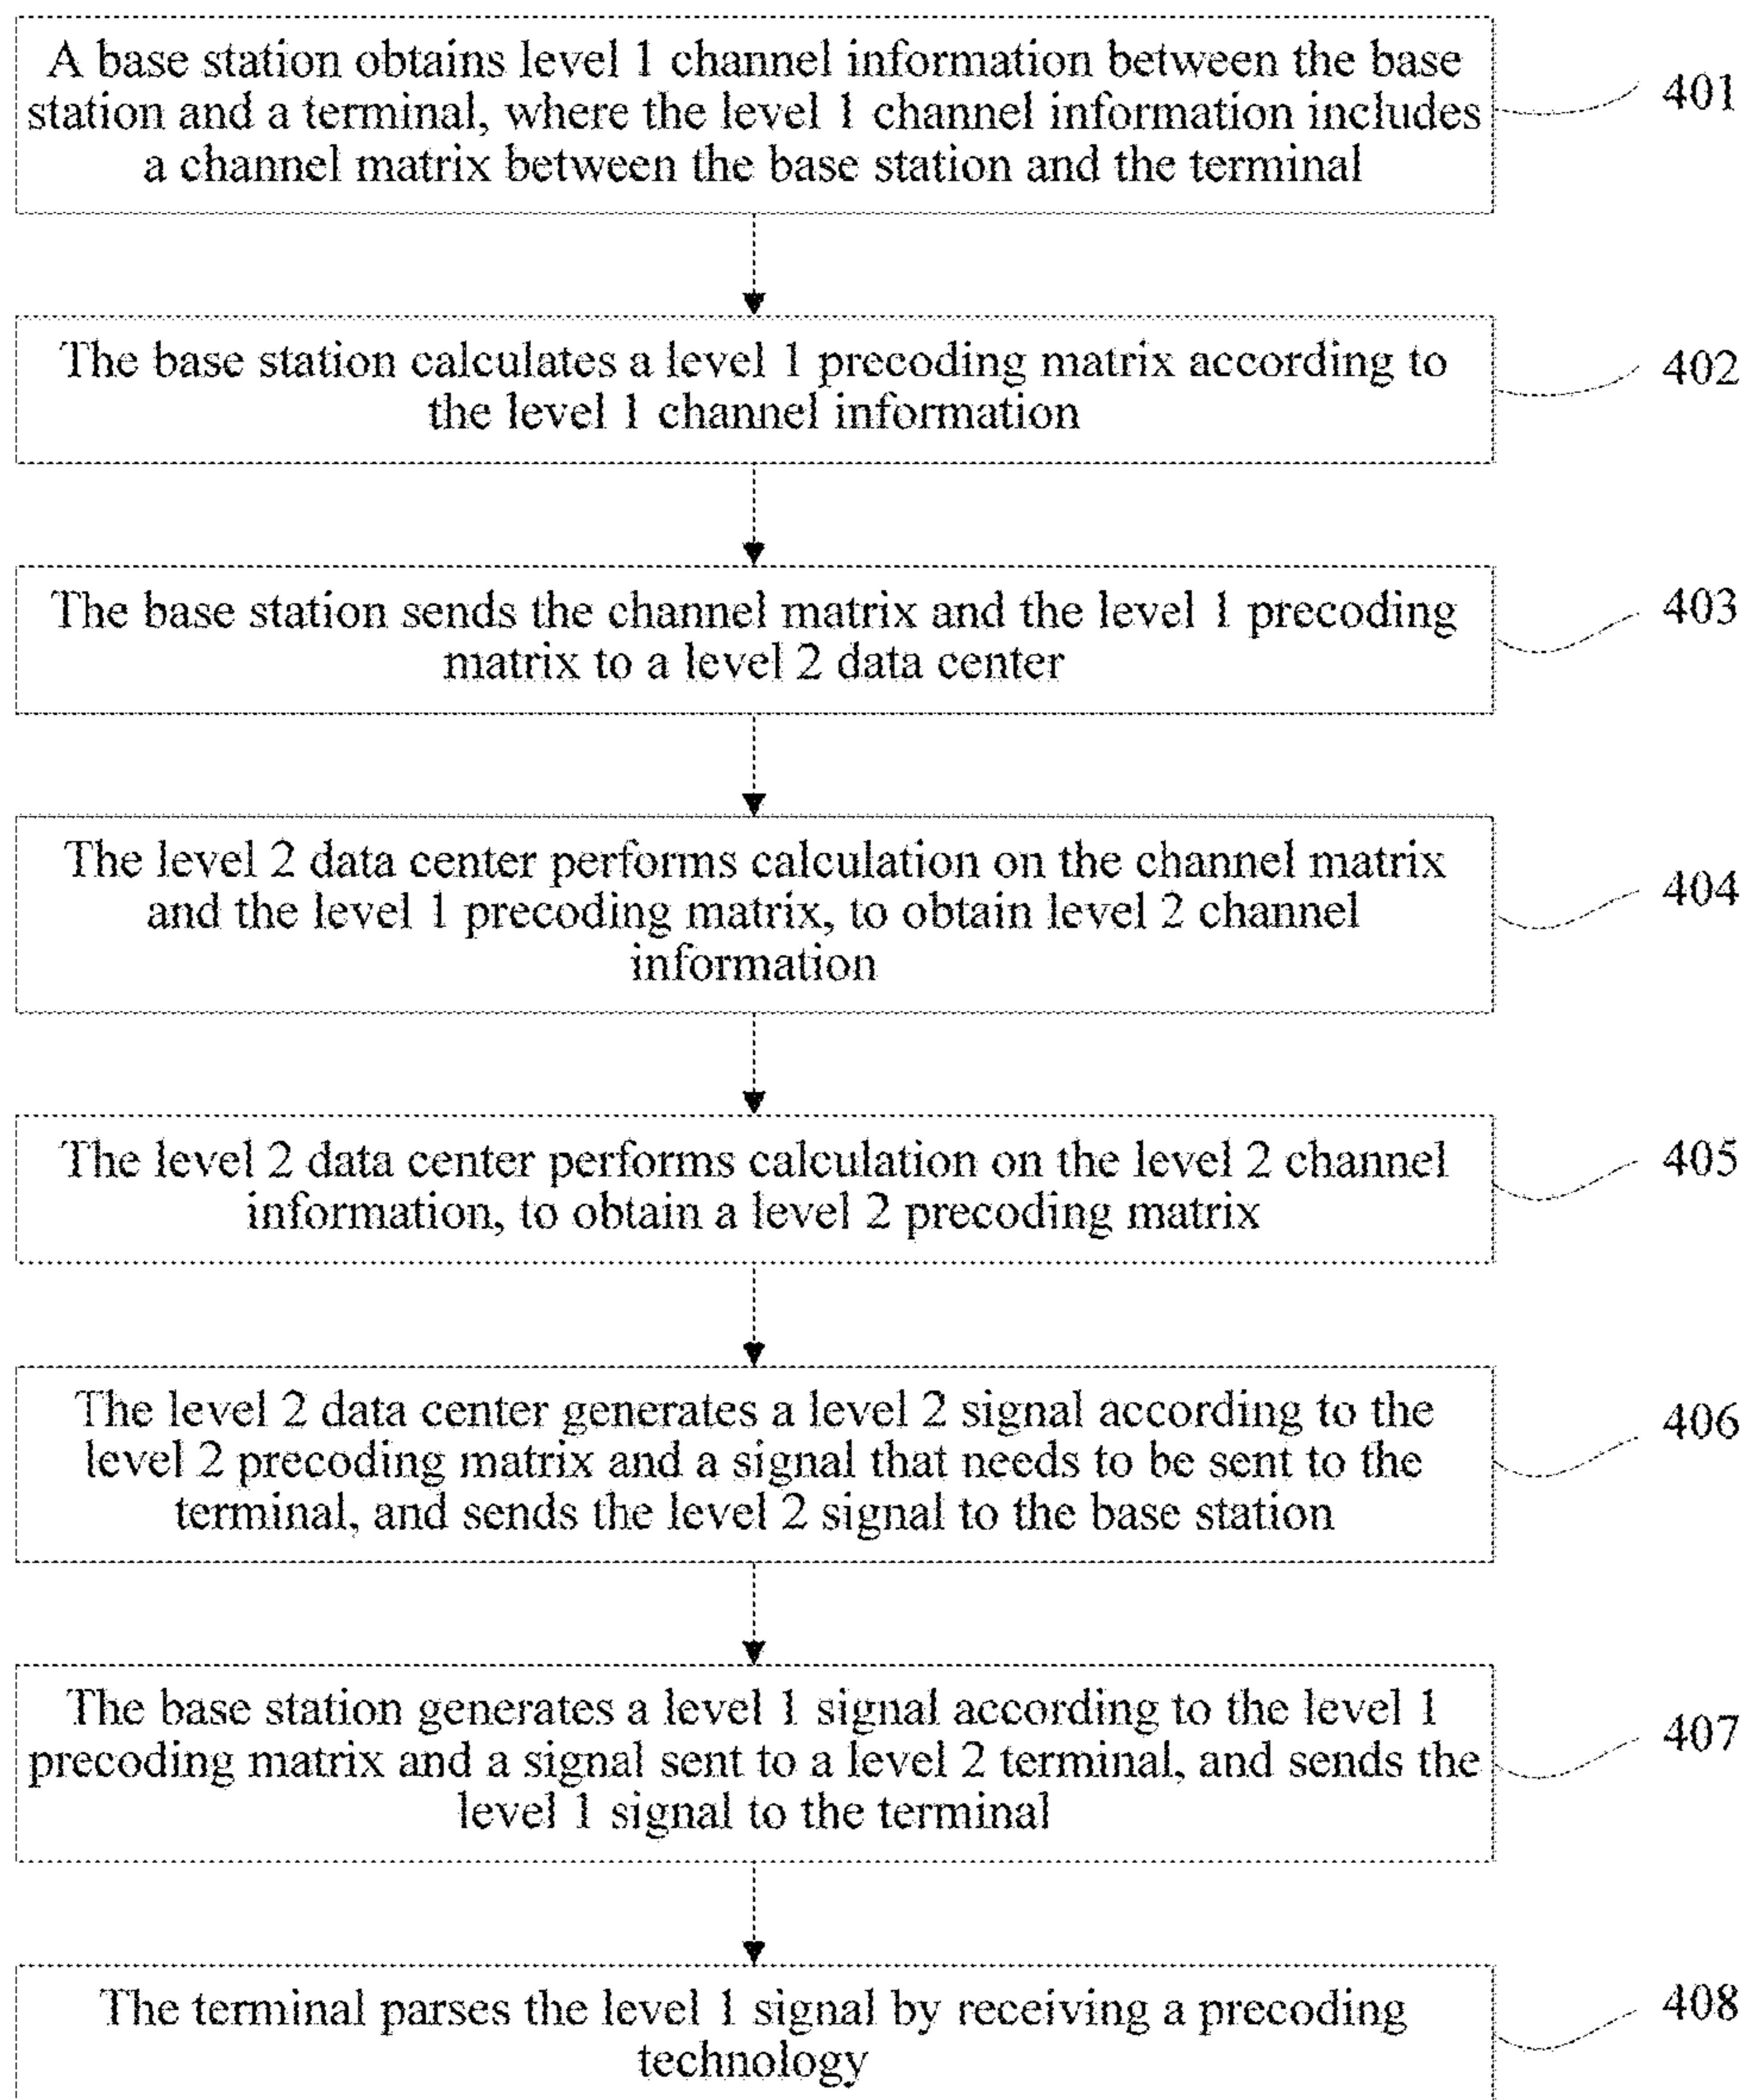 A base station obtains level 1 channel information between the base
station and a terminal, where the level 1 channel information includes
a channel matrix between the base station and the terminal
401
The base station calculates a level 1 precoding matrix according to
the level 1 channel information
402
The base station sends the channel matrix and the level 1 precoding
matrix to a level 2 data center
403
The level 2 data center performs calculation on the channel matrix
and the level 1 precoding matrix, to obtain level 2 channel
information
404
The level 2 data center performs calculation on the level 2 channel
information, to obtain a level 2 precoding matrix
405
The level 2 data center generates a level 2 signal according to the
level 2 precoding matrix and a signal that needs to be sent to the
terminal, and sends the level 2 signal to the base station
406
The base station generates a level 1 signal according to the level 1
precoding matrix and a signal sent to a level 2 terminal, and sends the
level 1 signal to the terminal
407
The terminal parses the level 1 signal by receiving a precoding
technology
408